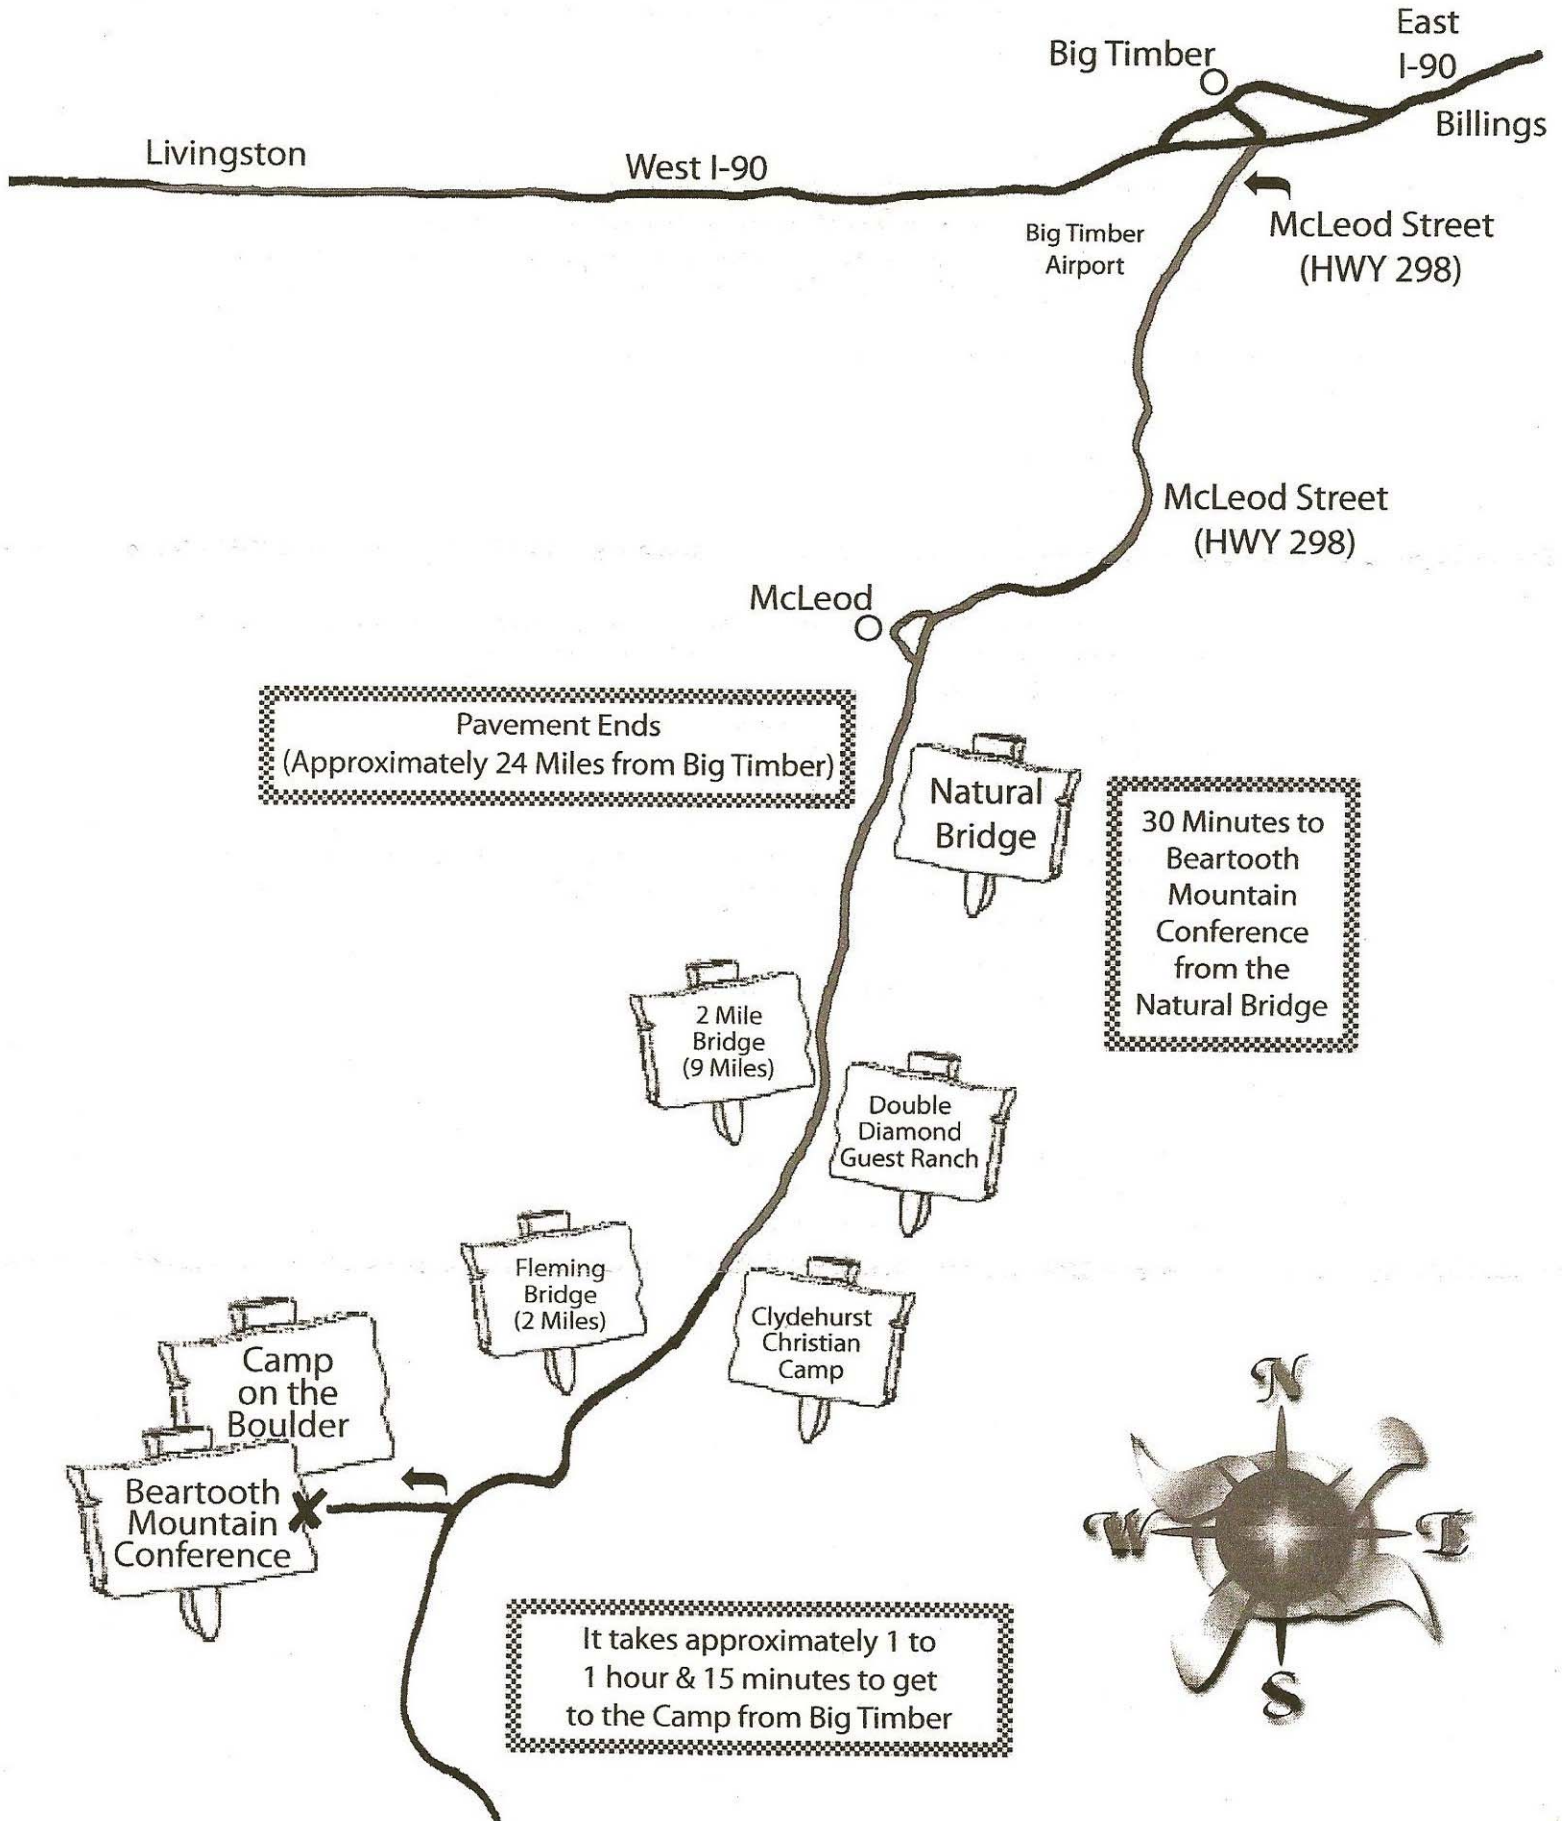 East
I-90
Big Timber
Billings
Livingston
West I-90
McLeod Street
(HWY 298)
Big Timber
Airport
McLeod Street
(HWY 298)
McLeod
Pavement Ends
(Approximately 24 Miles from Big Timber)
Natural
Bridge
30 Minutes to
Beartooth
Mountain
Conference
from the
Natural Bridge
2 Mile
Bridge
(9 Miles)
Double
Diamond
Guest Ranch
Fleming
Bridge
(2 Miles)
Clydehurst
Christian
Camp
Camp
on the
Boulder
Beartooth
Mountain
Conference
X
It takes approximately 1 to
1 hour & 15 minutes to get
to the Camp from Big Timber
N
W
E
S